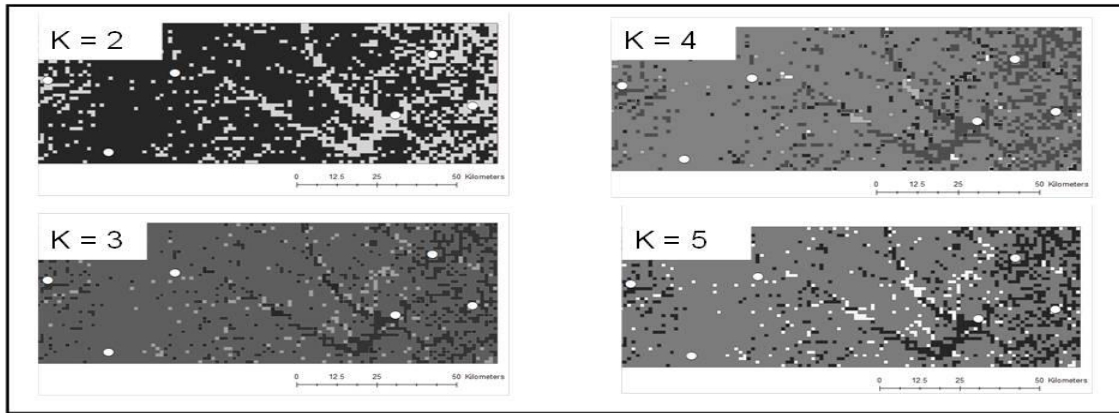 K = 2
0 12.5 25 50 Kilometers
K = 4
0 12.5 25 50 Kilometers
K = 3
0 12.5 25 50 Kilometers
K = 5
0 12.5 25 50 Kilometers